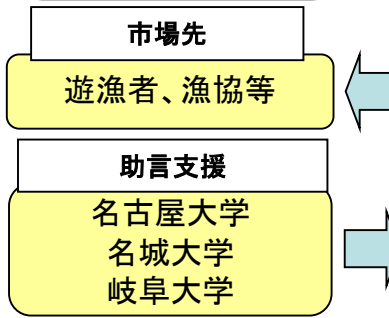 市場先
遊漁者、漁協等
助言支援
名古屋大学
名城大学
岐阜大学